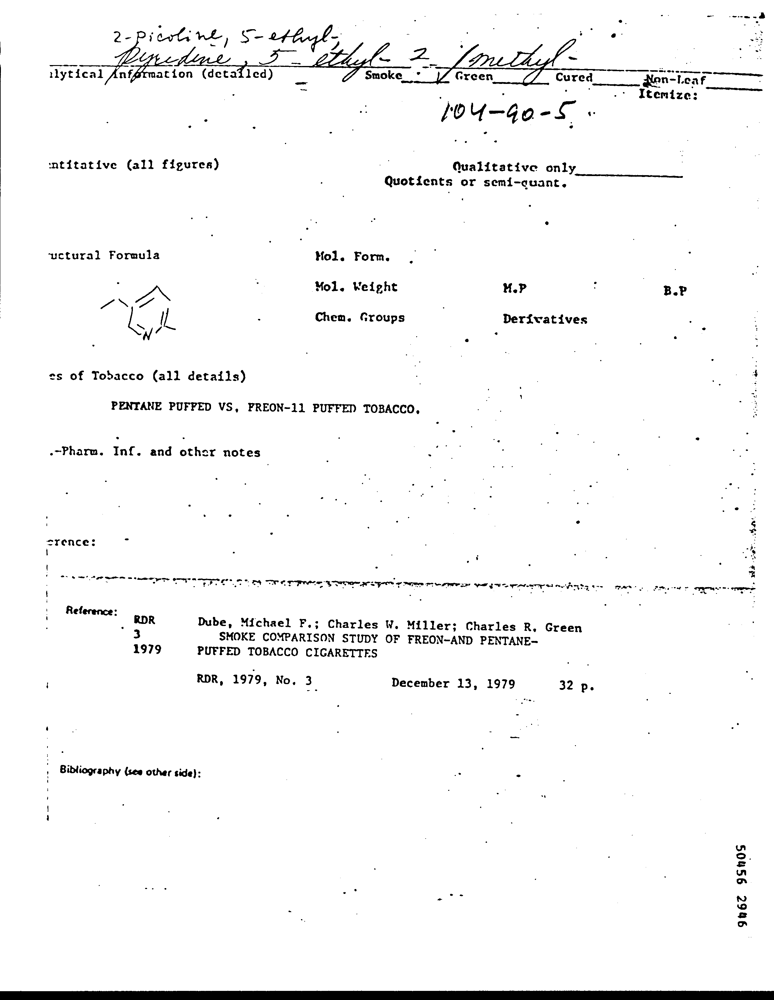 2-picoline, 5-ethyl-
Pyridine, 5-ethyl-2-methyl-
lytical Information (detailed) Smoke ✓ Green Cured Non-Leaf
Itemize:
104-90-5
ntitative (all figures) Qualitative only
Quotients or semi-quant.
uctural Formula Mol. Form.
Mol. Weight M.P B.P
N
Chem. Groups Derivatives
es of Tobacco (all details)
PENTANE PUFFED VS. FREON-11 PUFFED TOBACCO.
.-Pharm. Inf. and other notes
erence:
Reference:
RDR Dube, Michael F.; Charles W. Miller; Charles R. Green
3 SMOKE COMPARISON STUDY OF FREON-AND PENTANE-
1979 PUFFED TOBACCO CIGARETTES
RDR, 1979, No. 3 December 13, 1979 32 p.
Bibliography (see other side):
50456 2946